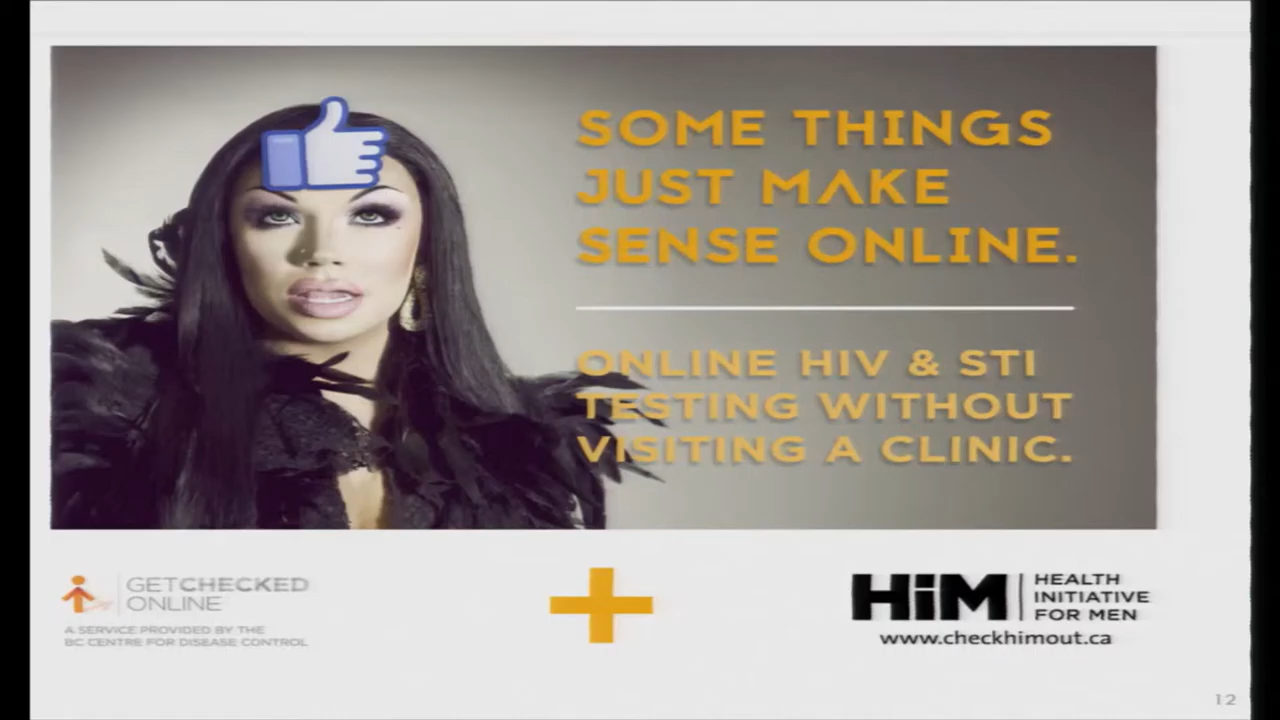 SOME THINGS
JUST MAKE
SENSE ONLINE.
ONLINE HIV & STI
TESTING WITHOUT
VISITING A CLINIC.
GETCHECKED
ONLINE
A SERVICE PROVIDED BY THE
BC CENTRE FOR DISEASE CONTROL
HiM
HEALTH
INITIATIVE
FOR MEN
www.checkhimout.ca
12